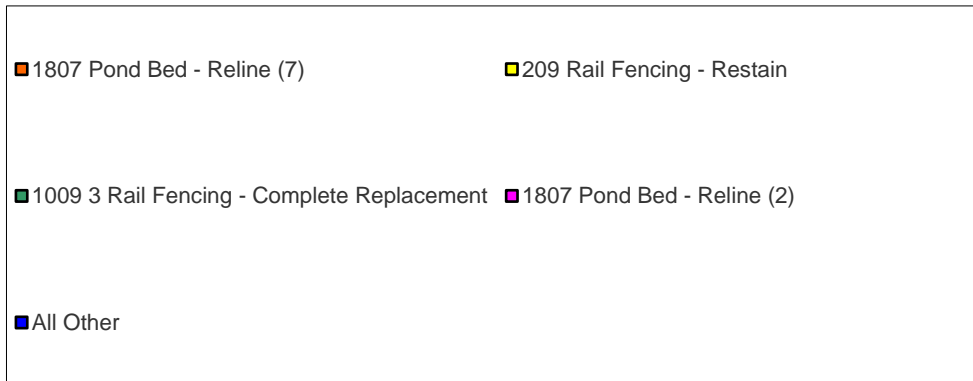 1807 Pond Bed - Reline (7)
209 Rail Fencing - Restain
1009 3 Rail Fencing - Complete Replacement
1807 Pond Bed - Reline (2)
All Other